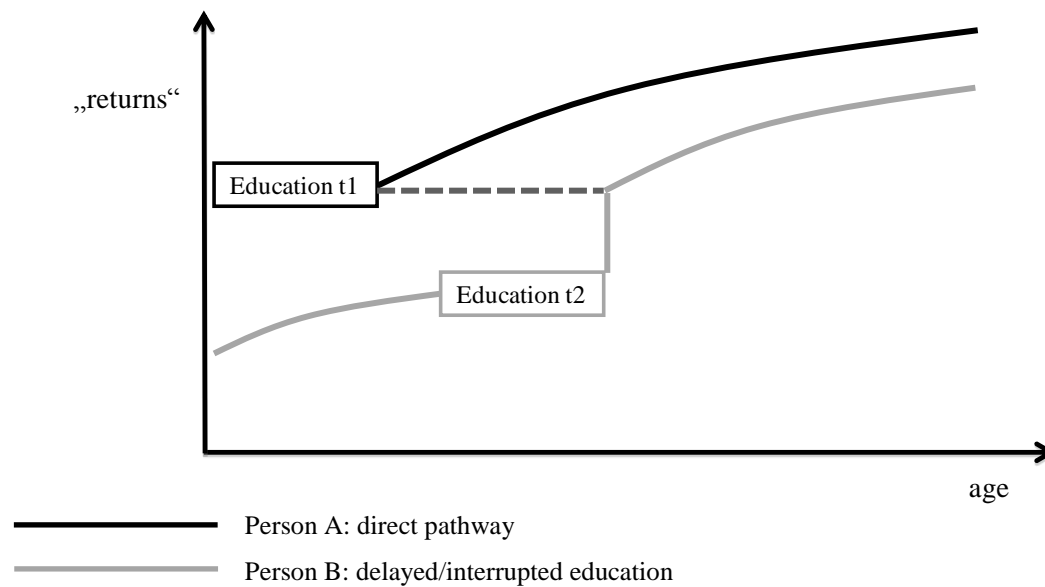 „returns“
Education t1
Education t2
age
Person A: direct pathway
Person B: delayed/interrupted education